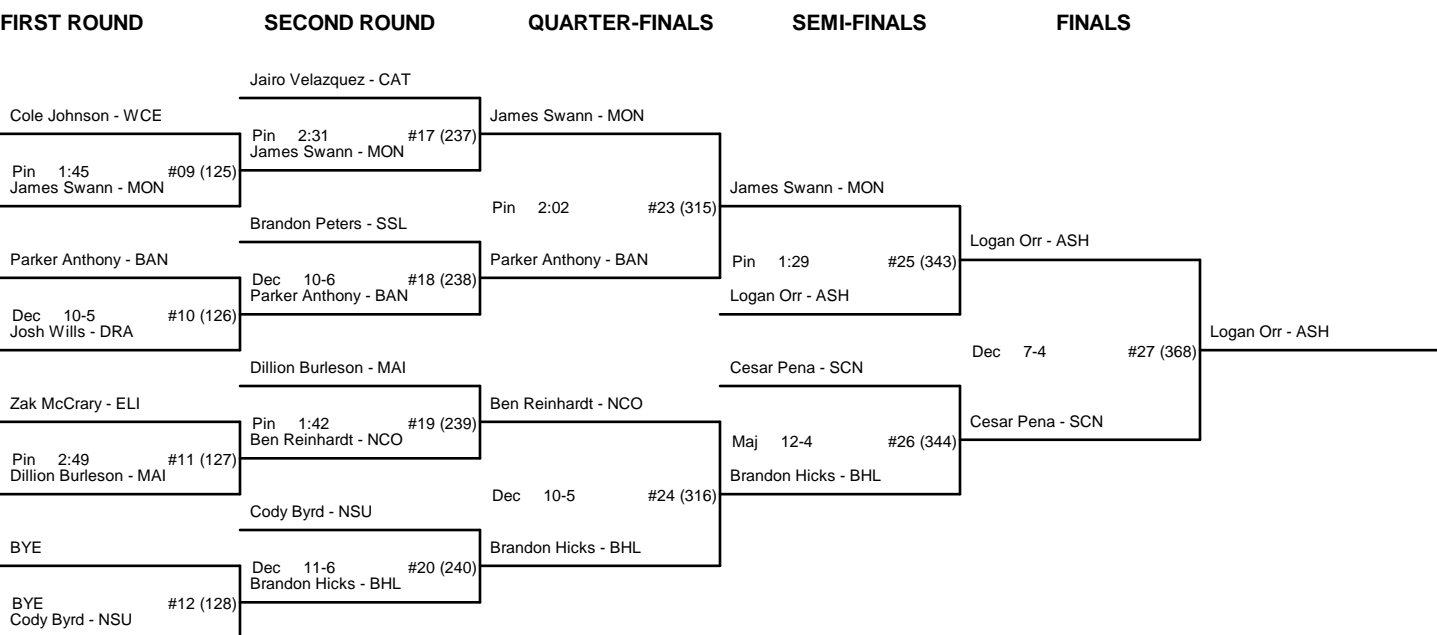 FIRST ROUND SECOND ROUND QUARTER-FINALS SEMI-FINALS FINALS
Jairo Velazquez - CAT
Cole Johnson - WCE
James Swann - MON
Pin 2:31 #17 (237)
James Swann - MON
Pin 1:45 #09 (125)
James Swann - MON
James Swann - MON
Pin 2:02 #23 (315)
Brandon Peters - SSL
Logan Orr - ASH
Parker Anthony - BAN
Parker Anthony - BAN
Pin 1:29 #25 (343)
Dec 10-6 #18 (238)
Parker Anthony - BAN
Logan Orr - ASH
Dec 10-5 #10 (126)
Josh Wills - DRA
Logan Orr - ASH
Dec 7-4 #27 (368)
Dillion Burleson - MAI
Cesar Pena - SCN
Zak McCrary - ELI
Ben Reinhardt - NCO
Pin 1:42 #19 (239)
Ben Reinhardt - NCO
Cesar Pena - SCN
Maj 12-4 #26 (344)
Pin 2:49 #11 (127)
Dillion Burleson - MAI
Brandon Hicks - BHL
Dec 10-5 #24 (316)
Cody Byrd - NSU
BYE
Brandon Hicks - BHL
Dec 11-6 #20 (240)
Brandon Hicks - BHL
BYE #12 (128)
Cody Byrd - NSU